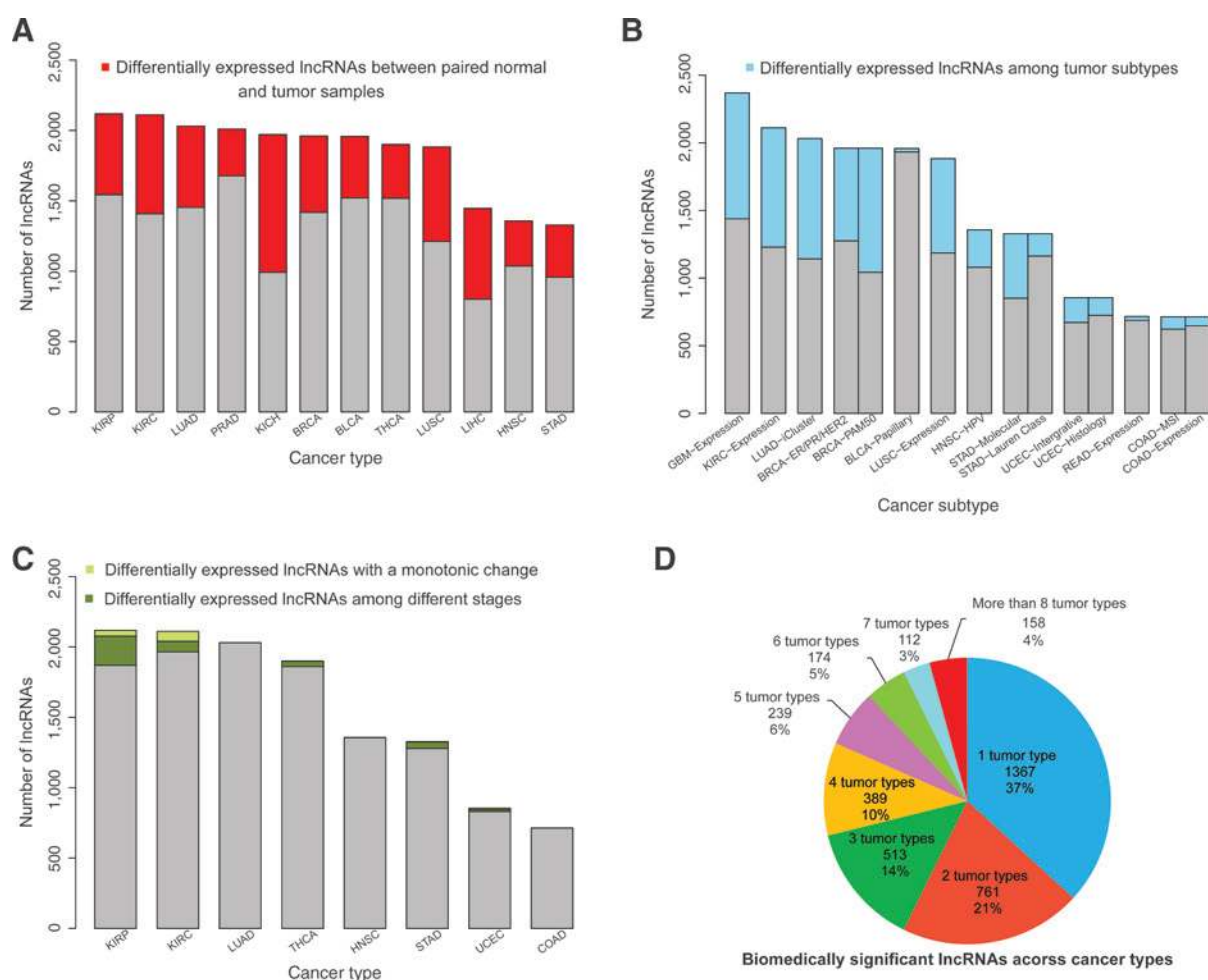 A
Differentially expressed lncRNAs between paired normal
and tumor samples
Number of lncRNAs
0
500
1,000
1,500
2,000
2,500
KIRP
KIRC
LUAD
PRAD
KICH
BRCA
BLCA
THCA
LUSC
LIHC
HNSC
STAD
Cancer type
B
Differentially expressed lncRNAs among tumor subtypes
Number of lncRNAs
0
500
1,000
1,500
2,000
2,500
GBM–Expression
KIRC–Expression
LUAD–iCluster
BRCA–ER/PR/HER2
BRCA–PAM50
BLCA–Papillary
LUSC–Expression
HNSC–HPV
STAD–Molecular
STAD–Lauren Class
UCEC–Intergrative
UCEC–Histology
READ–Expression
COAD–MSI
COAD–Expression
Cancer subtype
C
Differentially expressed lncRNAs with a monotonic change
Differentially expressed lncRNAs among different stages
Number of lncRNAs
0
500
1,000
1,500
2,000
2,500
KIRP
KIRC
LUAD
THCA
HNSC
STAD
UCEC
COAD
Cancer type
D
More than 8 tumor types
158
4%
7 tumor types
112
3%
6 tumor types
174
5%
5 tumor types
239
6%
4 tumor types
389
10%
3 tumor types
513
14%
2 tumor types
761
21%
1 tumor type
1367
37%
Biomedically significant lncRNAs acorss cancer types